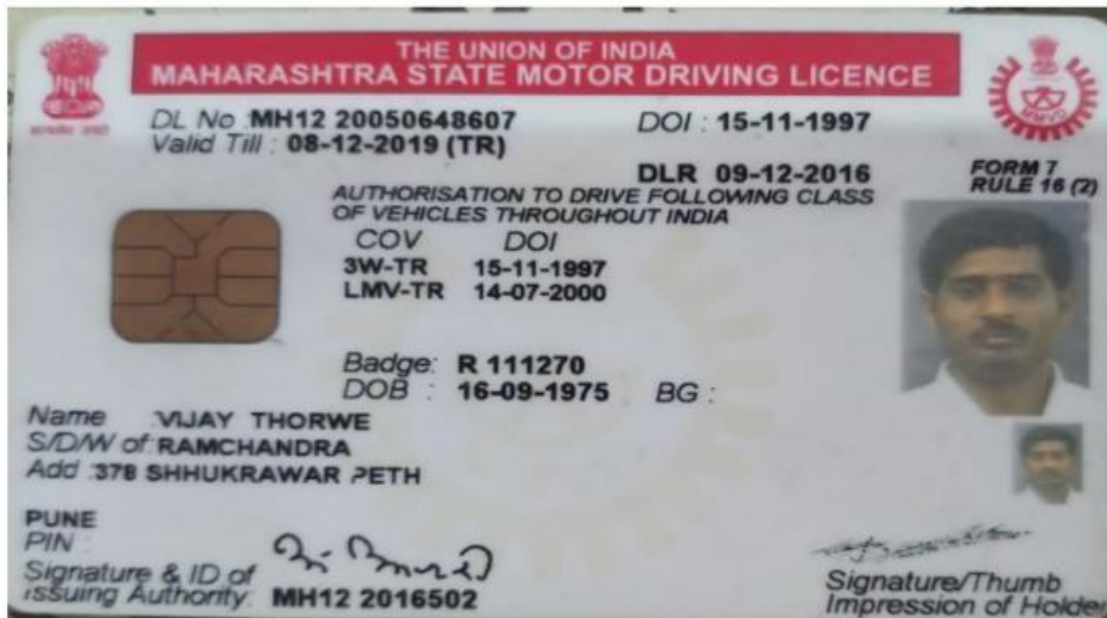 THE UNION OF INDIA
MAHARASHTRA STATE MOTOR DRIVING LICENCE
DL No : MH12 20050648607 DOI : 15-11-1997
Valid Till : 08-12-2019 (TR)
DLR 09-12-2016 FORM 7
RULE 16 (2)
AUTHORISATION TO DRIVE FOLLOWING CLASS
OF VEHICLES THROUGHOUT INDIA
COV DOI
3W-TR 15-11-1997
LMV-TR 14-07-2000
Badge: R 111270
DOB : 16-09-1975 BG :
Name : VIJAY THORWE
S/D/W of : RAMCHANDRA
Add : 378 SHHUKRAWAR PETH
PUNE
PIN :
Signature & ID of
Issuing Authority: MH12 2016502
Signature/Thumb
Impression of Holder
MMVD